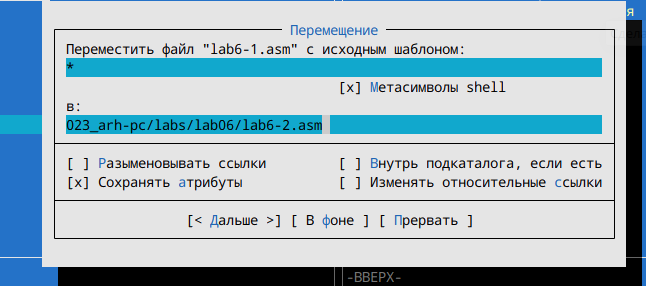 Перемещение
Переместить файл "lab6-1.asm" с исходным шаблоном:
*
[x] Метасимволы shell
в:
023_arh-pc/labs/lab06/lab6-2.asm
[ ] Разыменовывать ссылки [ ] Внутрь подкаталога, если есть
[x] Сохранять атрибуты [ ] Изменять относительные ссылки
[< Дальше >] [ В фоне ] [ Прервать ]
-ВВЕРХ-